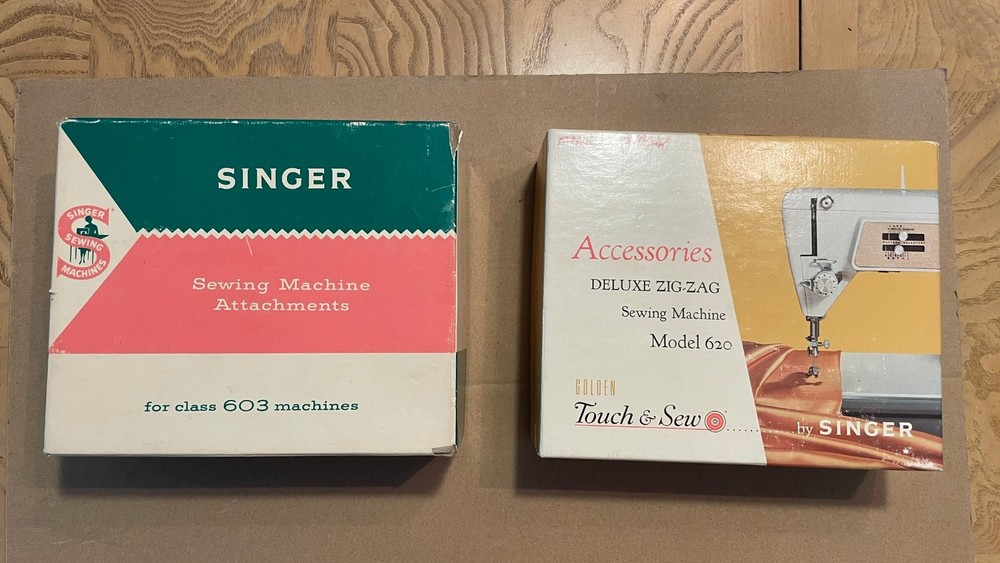 SINGER
SINGER
SEWING
MACHINES
Sewing Machine
Attachments
for class 603 machines
Accessories
DELUXE ZIG-ZAG
Sewing Machine
Model 620
GOLDEN
Touch & Sew
by SINGER